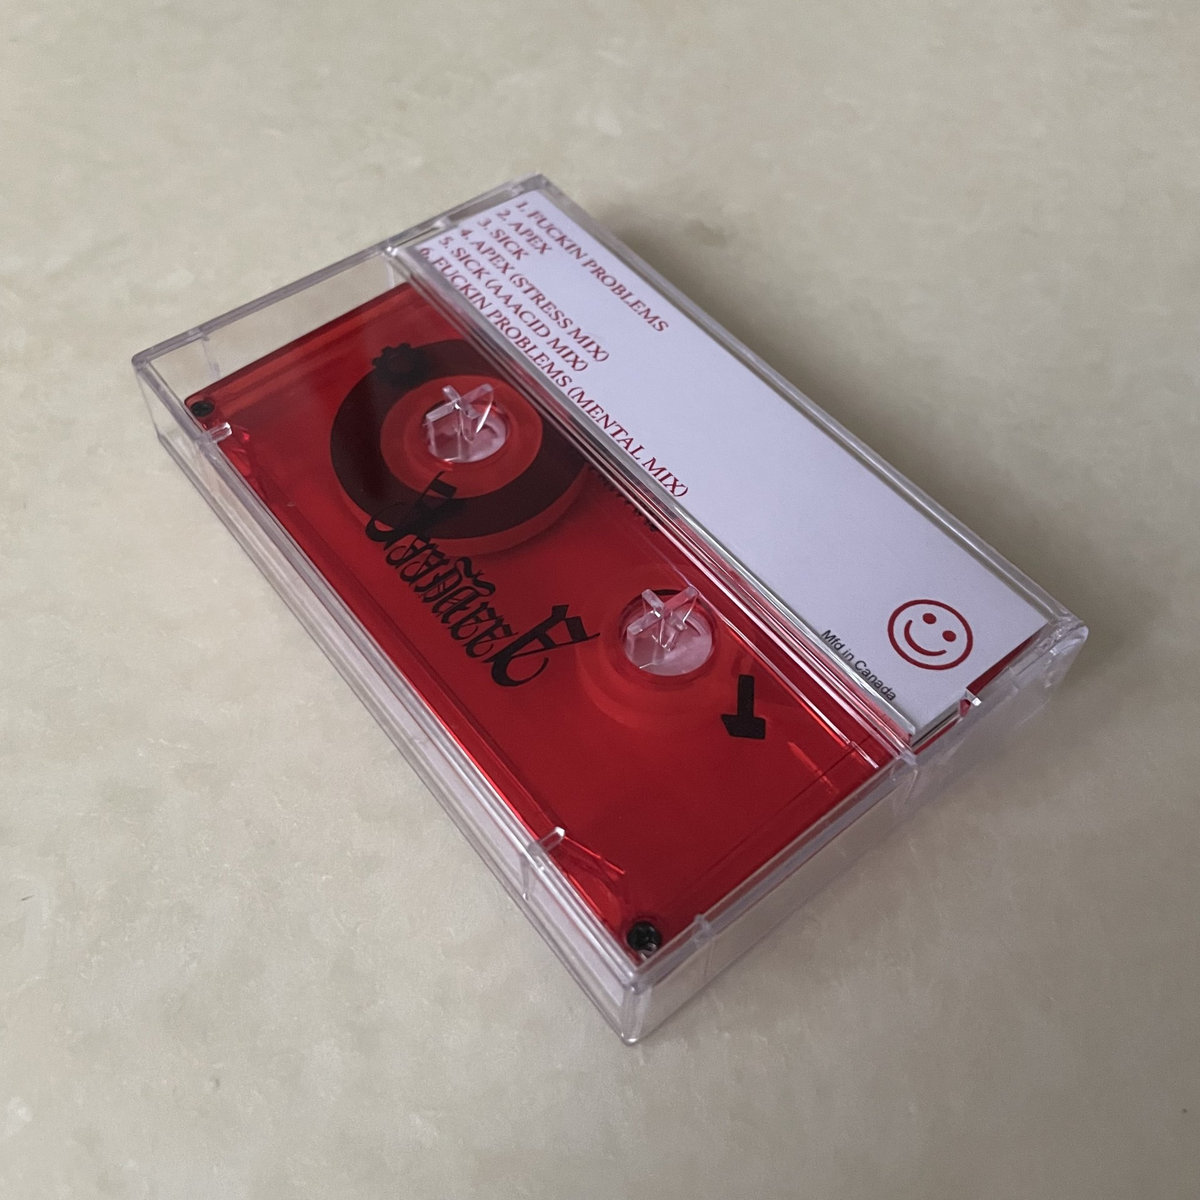 1. FUCKIN PROBLEMS
2. APEX
3. SICK
4. APEX (STRESS MIX)
5. SICK (AAACID MIX)
6. FUCKIN PROBLEMS (MENTAL MIX)
Mfd in Canada